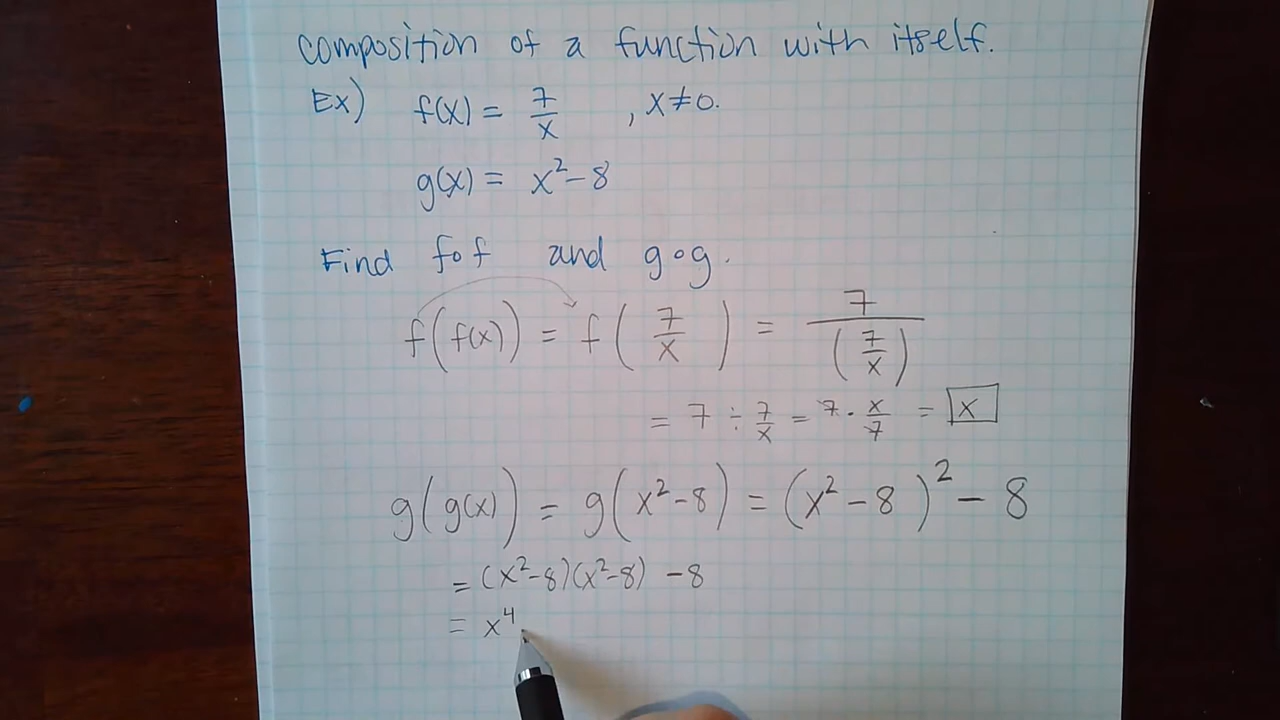 composition of a function with itself.
Ex) f(x) = 7/x , x≠0.
g(x) = x²-8
Find f∘f and g∘g.
f(f(x)) = f(7/x) = 7/(7/x)
= 7 ÷ 7/x = 7 · x/7 = x
g(g(x)) = g(x²-8) = (x²-8)² - 8
= (x²-8)(x²-8) - 8
= x⁴